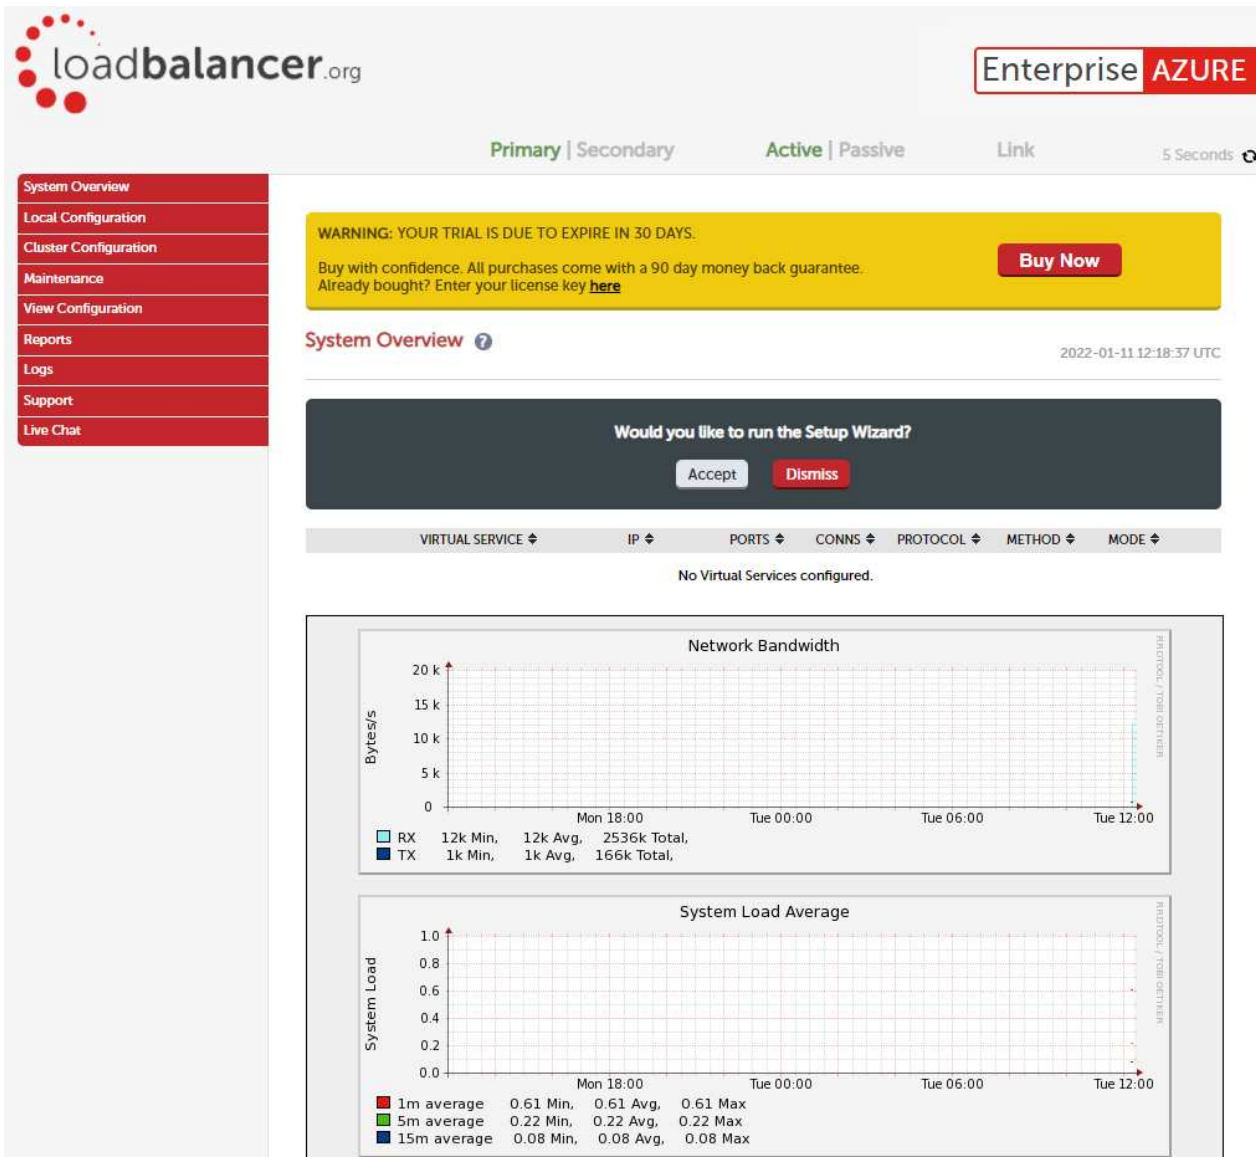 loadbalancer.org
Enterprise AZURE
Primary | Secondary Active | Passive Link 5 Seconds
System Overview
Local Configuration
Cluster Configuration
Maintenance
View Configuration
Reports
Logs
Support
Live Chat
WARNING: YOUR TRIAL IS DUE TO EXPIRE IN 30 DAYS.
Buy with confidence. All purchases come with a 90 day money back guarantee.
Already bought? Enter your license key here
Buy Now
System Overview ?
2022-01-11 12:18:37 UTC
Would you like to run the Setup Wizard?
Accept Dismiss
VIRTUAL SERVICE IP PORTS CONNS PROTOCOL METHOD MODE
No Virtual Services configured.
Network Bandwidth
RRDTOOL / TOBI OETIKER
Bytes/s
20 k
15 k
10 k
5 k
0
Mon 18:00 Tue 00:00 Tue 06:00 Tue 12:00
RX 12k Min, 12k Avg, 2536k Total,
TX 1k Min, 1k Avg, 166k Total,
System Load Average
RRDTOOL / TOBI OETIKER
System Load
1.0
0.8
0.6
0.4
0.2
0.0
Mon 18:00 Tue 00:00 Tue 06:00 Tue 12:00
1m average 0.61 Min, 0.61 Avg, 0.61 Max
5m average 0.22 Min, 0.22 Avg, 0.22 Max
15m average 0.08 Min, 0.08 Avg, 0.08 Max